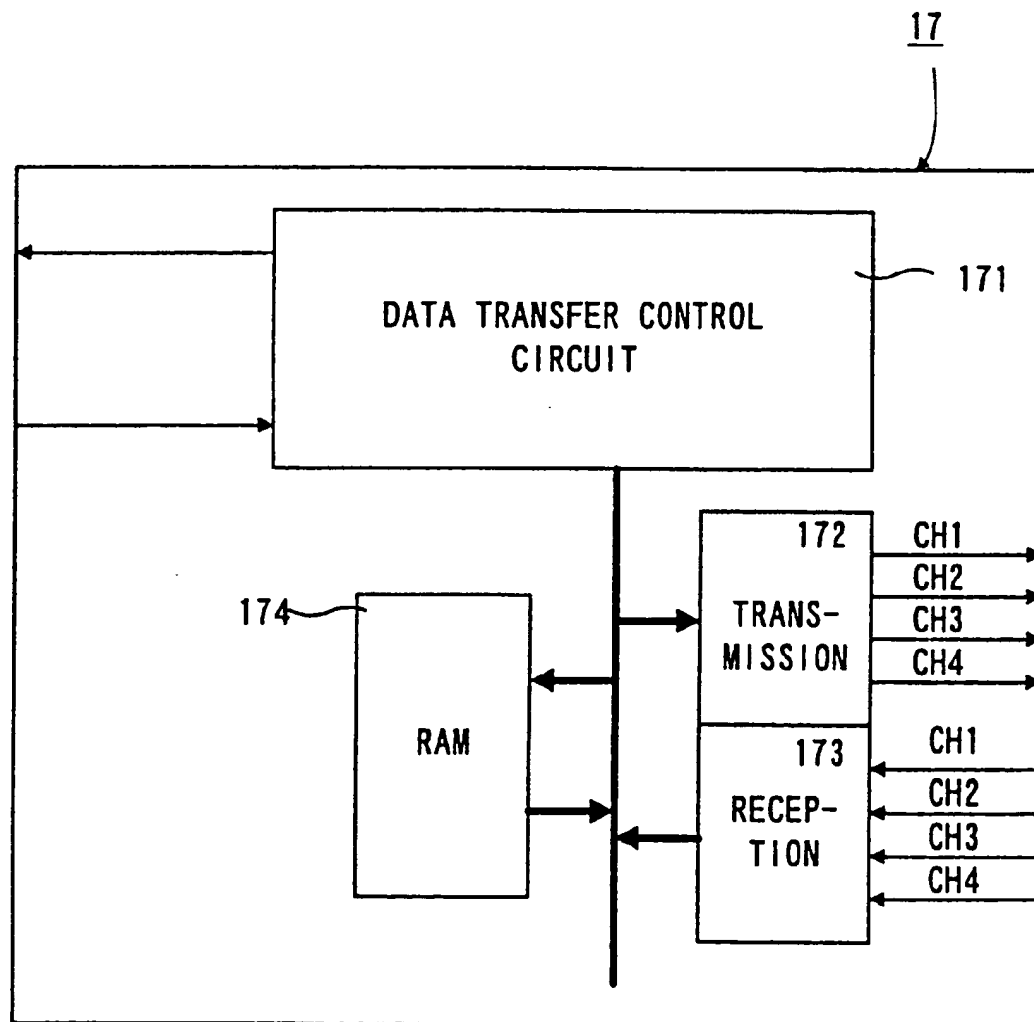 17
171
DATA TRANSFER CONTROL
CIRCUIT
172
TRANS-
MISSION
CH1
CH2
CH3
CH4
174
RAM
173
RECEP-
TION
CH1
CH2
CH3
CH4